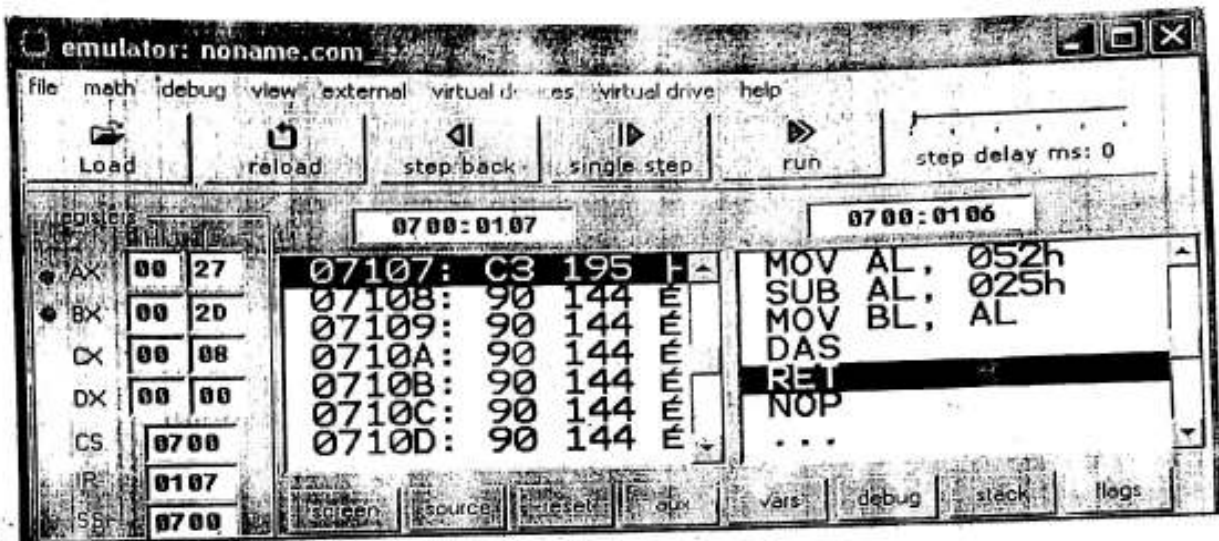 emulator: noname.com_
File math debug view external virtual devices virtual drive help
Load reload step back single step run step delay ms: 0
registers 0700:0107 0700:0106
AX 00 27
BX 00 2D
CX 00 08
DX 00 00
CS 0700
IP 0107
SS 0700
07107: C3 195 ├
07108: 90 144 É
07109: 90 144 É
0710A: 90 144 É
0710B: 90 144 É
0710C: 90 144 É
0710D: 90 144 É
MOV AL, 052h
SUB AL, 025h
MOV BL, AL
DAS
RET
NOP
...
screen source reset aux vars debug stack flags